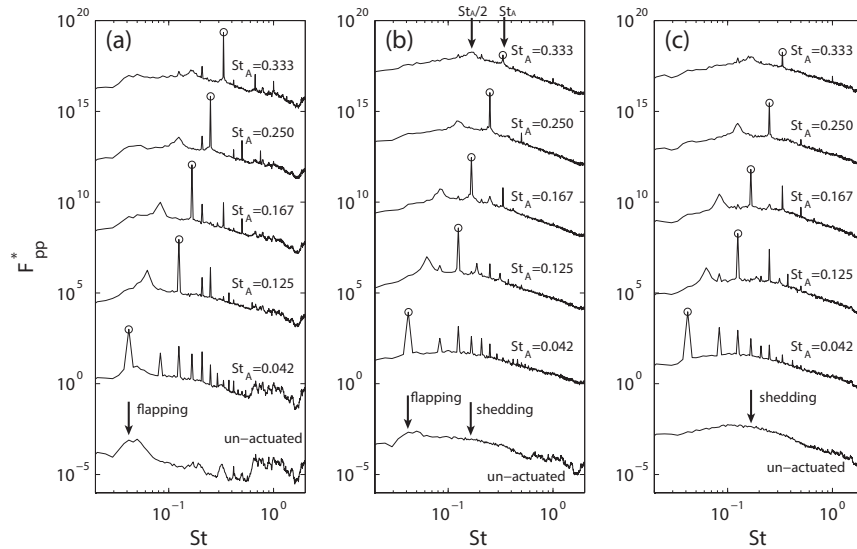 St_A/2 St_A
(a) (b) (c)
10^20
10^15
10^10
10^5
10^0
10^−5
F*_pp
St_A=0.333
St_A=0.250
St_A=0.167
St_A=0.125
St_A=0.042
flapping
un−actuated
St_A=0.333
St_A=0.250
St_A=0.167
St_A=0.125
St_A=0.042
flapping shedding
un−actuated
St_A=0.333
St_A=0.250
St_A=0.167
St_A=0.125
St_A=0.042
shedding
un−actuated
10^20
10^15
10^10
10^5
10^0
10^−5
10^20
10^15
10^10
10^5
10^0
10^−5
10^−1 10^0 10^−1 10^0 10^−1 10^0
St St St